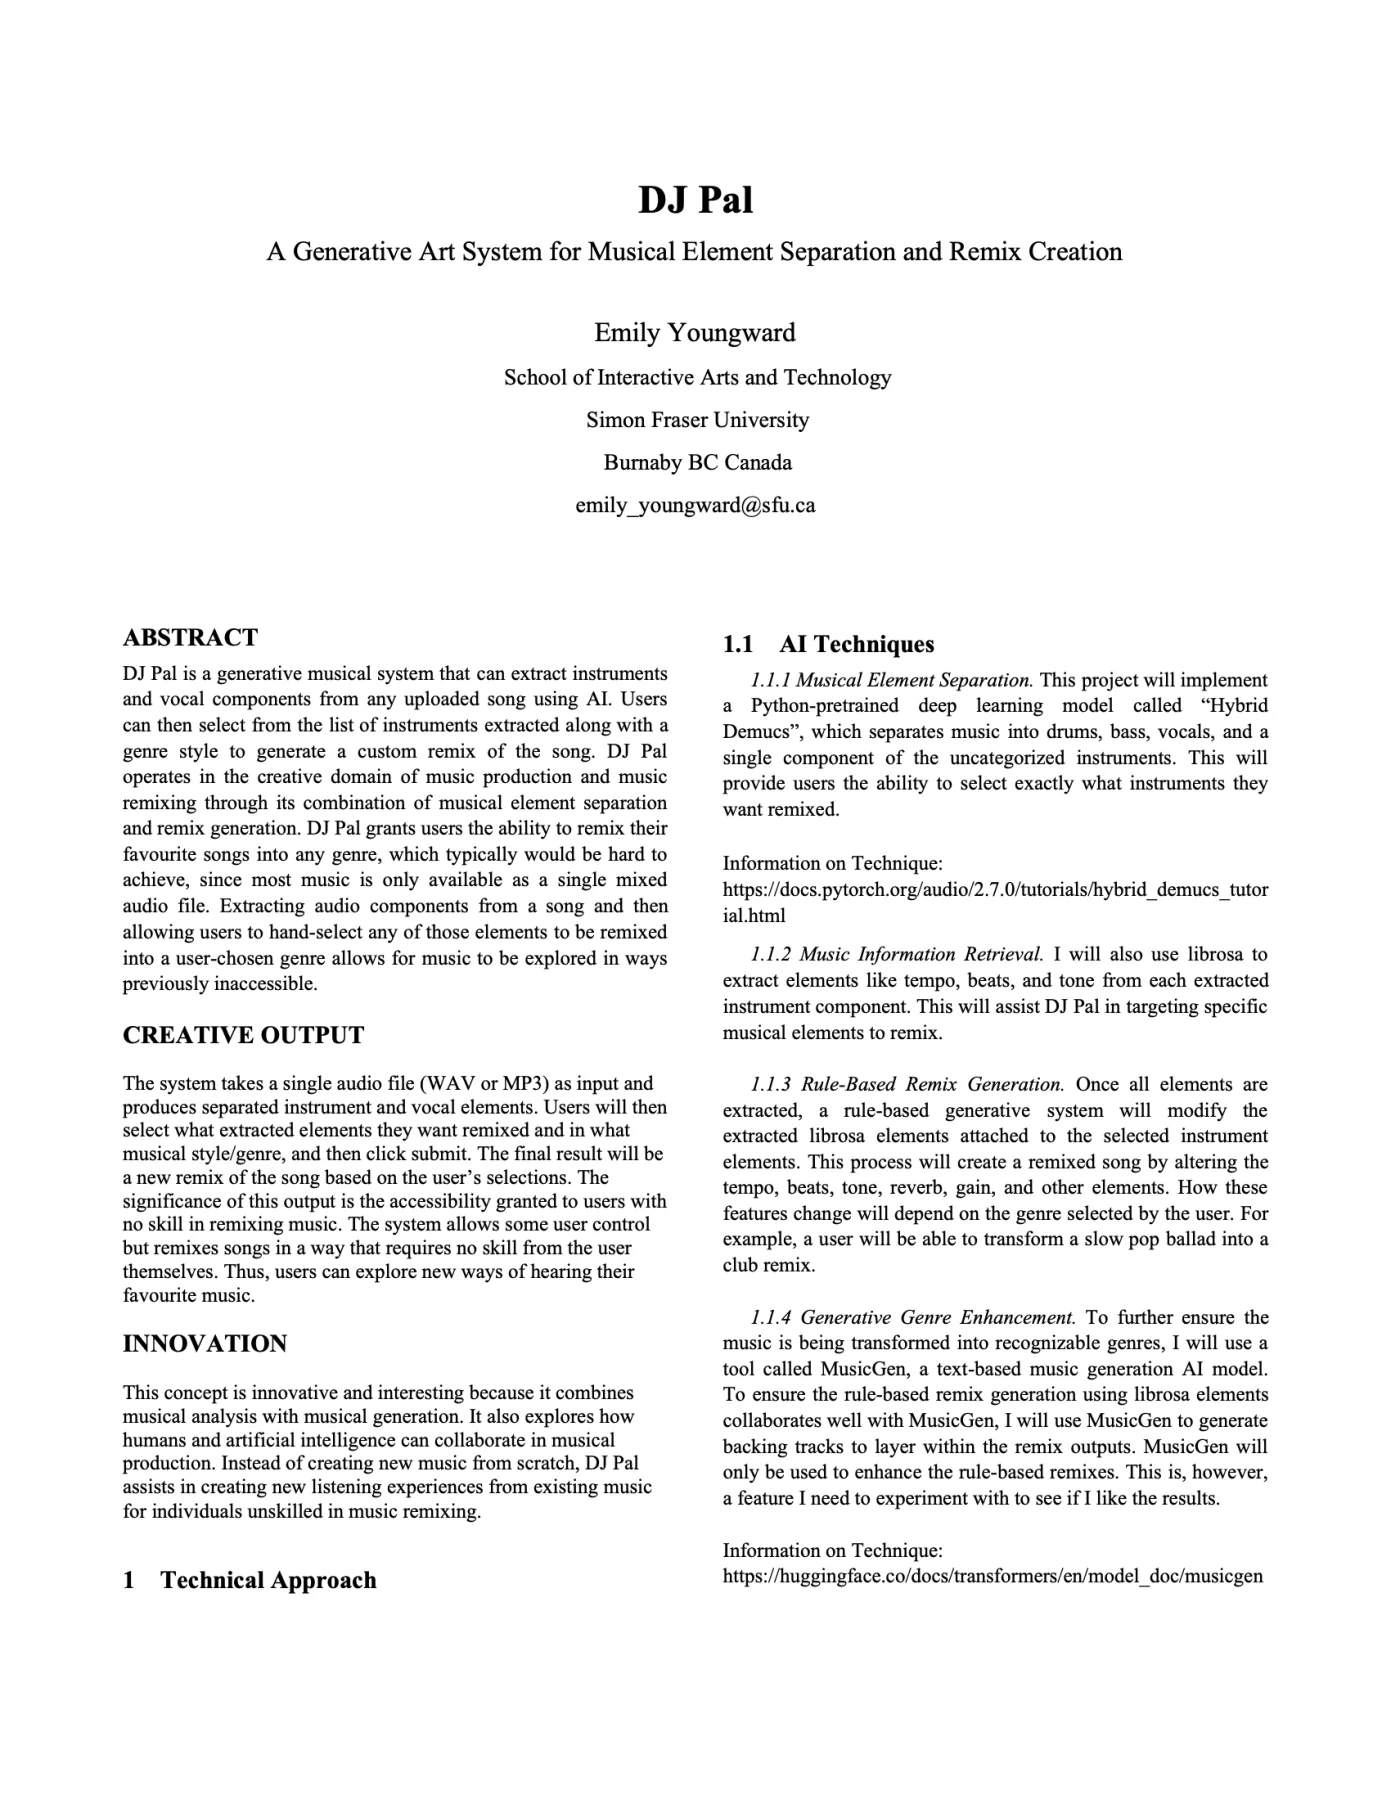 DJ Pal
A Generative Art System for Musical Element Separation and Remix Creation
Emily Youngward
School of Interactive Arts and Technology
Simon Fraser University
Burnaby BC Canada
emily_youngward@sfu.ca
ABSTRACT
DJ Pal is a generative musical system that can extract instruments
and vocal components from any uploaded song using AI. Users
can then select from the list of instruments extracted along with a
genre style to generate a custom remix of the song. DJ Pal
operates in the creative domain of music production and music
remixing through its combination of musical element separation
and remix generation. DJ Pal grants users the ability to remix their
favourite songs into any genre, which typically would be hard to
achieve, since most music is only available as a single mixed
audio file. Extracting audio components from a song and then
allowing users to hand-select any of those elements to be remixed
into a user-chosen genre allows for music to be explored in ways
previously inaccessible.
CREATIVE OUTPUT
The system takes a single audio file (WAV or MP3) as input and
produces separated instrument and vocal elements. Users will then
select what extracted elements they want remixed and in what
musical style/genre, and then click submit. The final result will be
a new remix of the song based on the user’s selections. The
significance of this output is the accessibility granted to users with
no skill in remixing music. The system allows some user control
but remixes songs in a way that requires no skill from the user
themselves. Thus, users can explore new ways of hearing their
favourite music.
INNOVATION
This concept is innovative and interesting because it combines
musical analysis with musical generation. It also explores how
humans and artificial intelligence can collaborate in musical
production. Instead of creating new music from scratch, DJ Pal
assists in creating new listening experiences from existing music
for individuals unskilled in music remixing.
1 Technical Approach
1.1 AI Techniques
1.1.1 Musical Element Separation. This project will implement
a Python-pretrained deep learning model called “Hybrid
Demucs”, which separates music into drums, bass, vocals, and a
single component of the uncategorized instruments. This will
provide users the ability to select exactly what instruments they
want remixed.
Information on Technique:
https://docs.pytorch.org/audio/2.7.0/tutorials/hybrid_demucs_tutor
ial.html
1.1.2 Music Information Retrieval. I will also use librosa to
extract elements like tempo, beats, and tone from each extracted
instrument component. This will assist DJ Pal in targeting specific
musical elements to remix.
1.1.3 Rule-Based Remix Generation. Once all elements are
extracted, a rule-based generative system will modify the
extracted librosa elements attached to the selected instrument
elements. This process will create a remixed song by altering the
tempo, beats, tone, reverb, gain, and other elements. How these
features change will depend on the genre selected by the user. For
example, a user will be able to transform a slow pop ballad into a
club remix.
1.1.4 Generative Genre Enhancement. To further ensure the
music is being transformed into recognizable genres, I will use a
tool called MusicGen, a text-based music generation AI model.
To ensure the rule-based remix generation using librosa elements
collaborates well with MusicGen, I will use MusicGen to generate
backing tracks to layer within the remix outputs. MusicGen will
only be used to enhance the rule-based remixes. This is, however,
a feature I need to experiment with to see if I like the results.
Information on Technique:
https://huggingface.co/docs/transformers/en/model_doc/musicgen